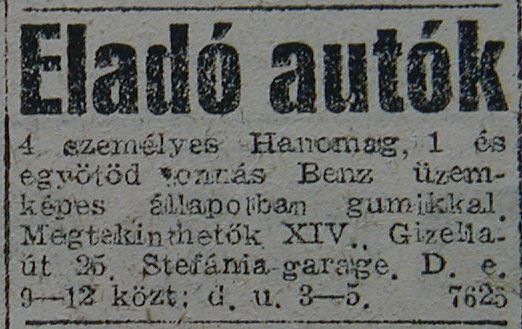 Eladó autók
4 személyes Hanomag, 1 és
egyötöd tonnás Benz üzem-
képes állapotban gumikkal.
Megtekinthetők XIV., Gizella-
út 25. Stefánia-garage. D. e.
9—12 közt; d. u. 3—5. 7625